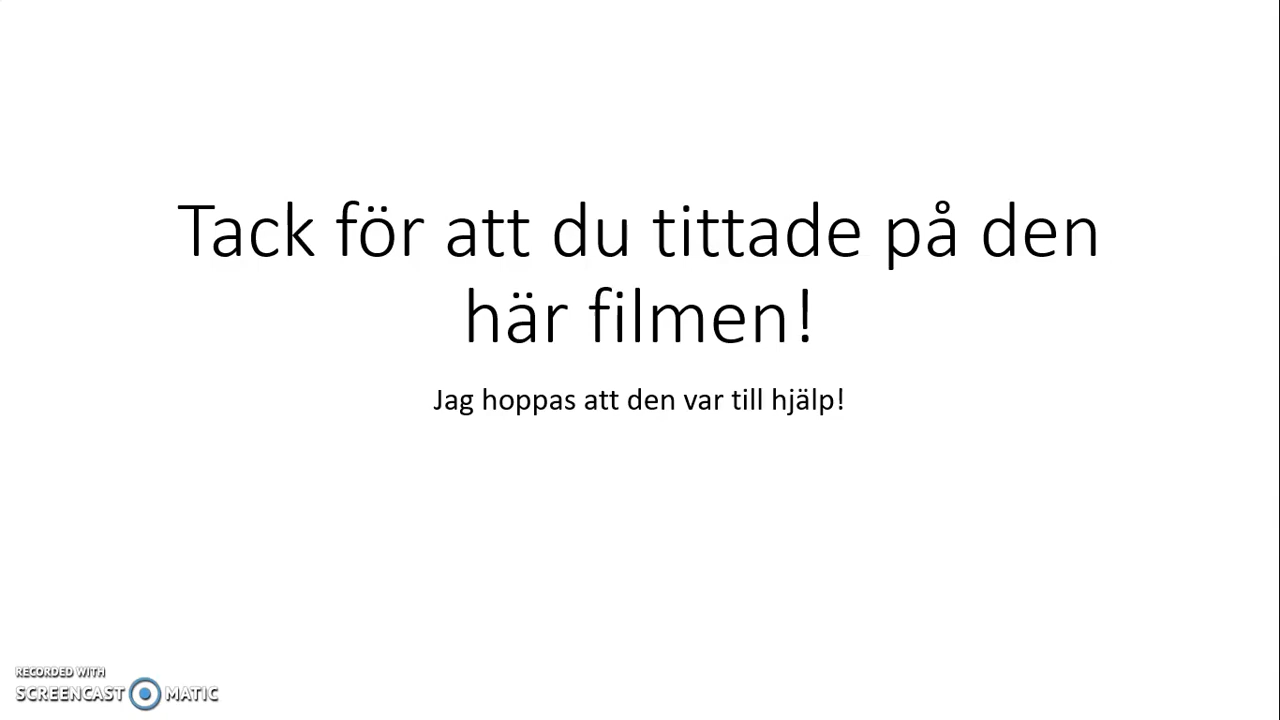 Tack för att du tittade på den
här filmen!
Jag hoppas att den var till hjälp!
RECORDED WITH
SCREENCAST MATIC